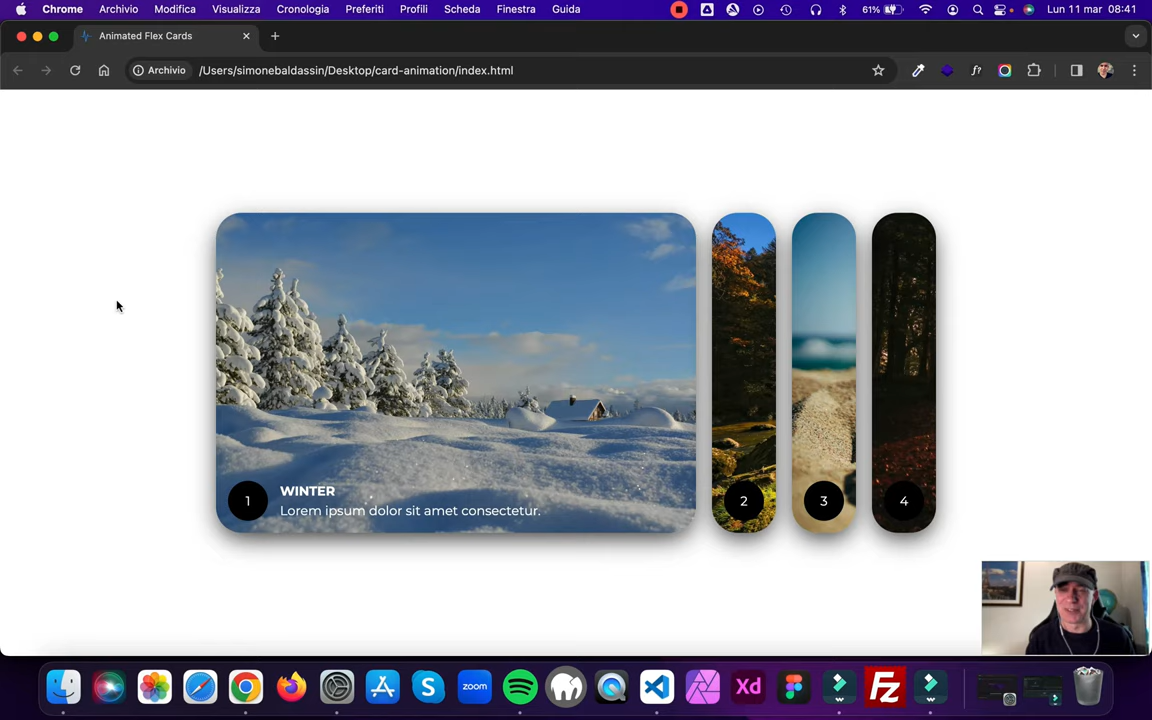 Chrome Archivio Modifica Visualizza Cronologia Preferiti Profili Scheda Finestra Guida 61% Lun 11 mar 08:41
Animated Flex Cards
Archivio /Users/simonebaldassin/Desktop/card-animation/index.html f?
1 WINTER
Lorem ipsum dolor sit amet consectetur.
2
3
4
zoom Xd Fz